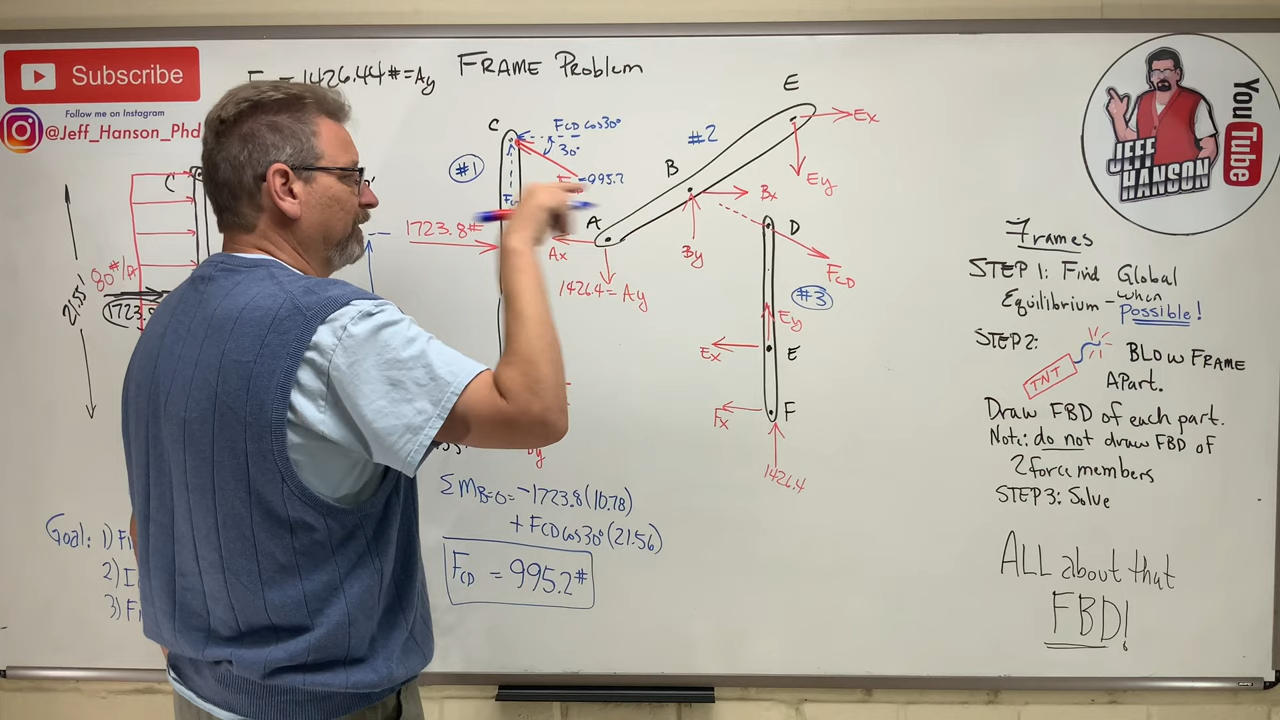 Subscribe
Follow me on Instagram
@Jeff_Hanson_Phd
= 1426.44 # = Ay
FRAME Problem
JEFF
HANSON
YouTube
C
FCD cos30°
30°
#1
=995.2
1723.8#
80#/ft
21.55'
C
#2
E
Ex
Ey
B
Bx
By
A
Ax
1426.4 = Ay
D
FCD
#3
Ey
Ex
E
Fx
F
1426.4
By
ΣMB=0= -1723.8(10.78)
+ FCD cos30° (21.56)
FCD = 995.2#
Goal: 1)
2)
3)
Frames
STEP 1: Find Global
Equilibrium - when
possible!
STEP 2:
TNT
BLOW FRAME
APart.
Draw FBD of each part.
Note: do not draw FBD of
2 force members
STEP 3: Solve
ALL about that
FBD!